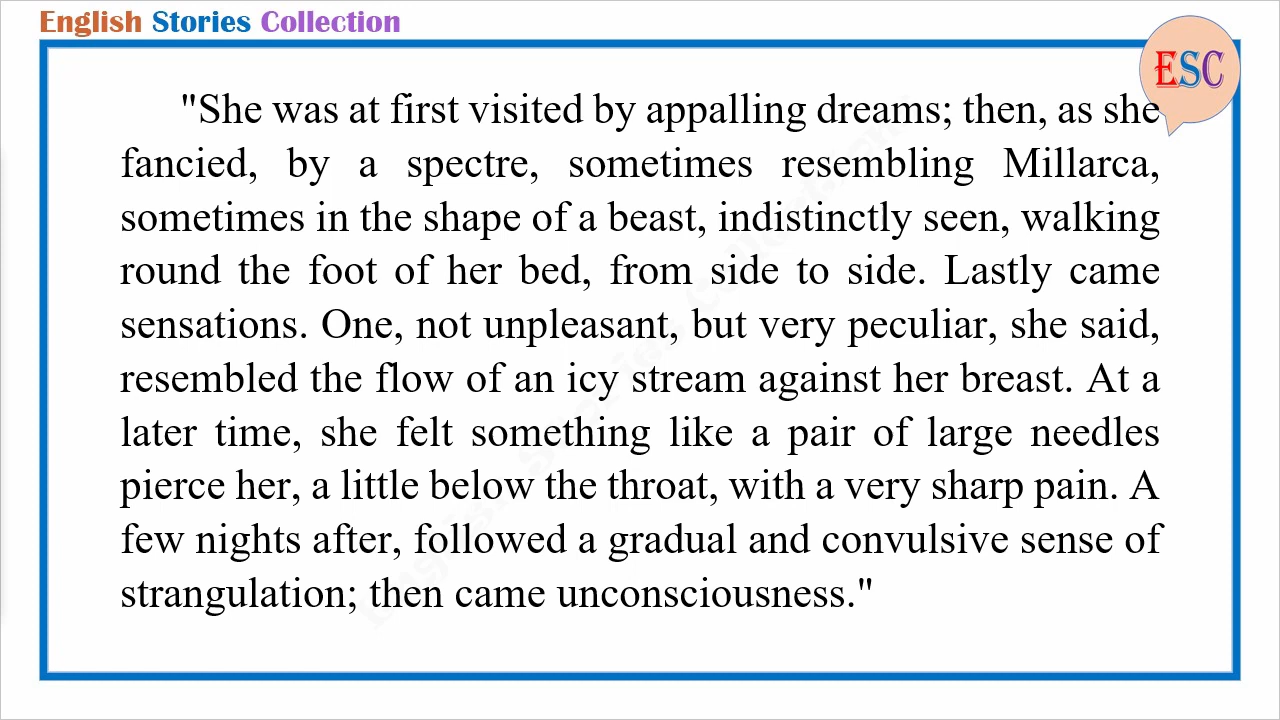 English Stories Collection
ESC
"She was at first visited by appalling dreams; then, as she
fancied, by a spectre, sometimes resembling Millarca,
sometimes in the shape of a beast, indistinctly seen, walking
round the foot of her bed, from side to side. Lastly came
sensations. One, not unpleasant, but very peculiar, she said,
resembled the flow of an icy stream against her breast. At a
later time, she felt something like a pair of large needles
pierce her, a little below the throat, with a very sharp pain. A
few nights after, followed a gradual and convulsive sense of
strangulation; then came unconsciousness."